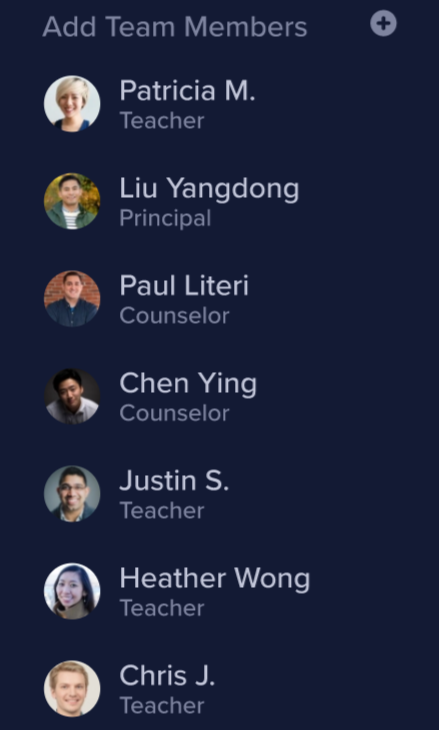 Add Team Members
Patricia M.
Teacher
Liu Yangdong
Principal
Paul Literi
Counselor
Chen Ying
Counselor
Justin S.
Teacher
Heather Wong
Teacher
Chris J.
Teacher